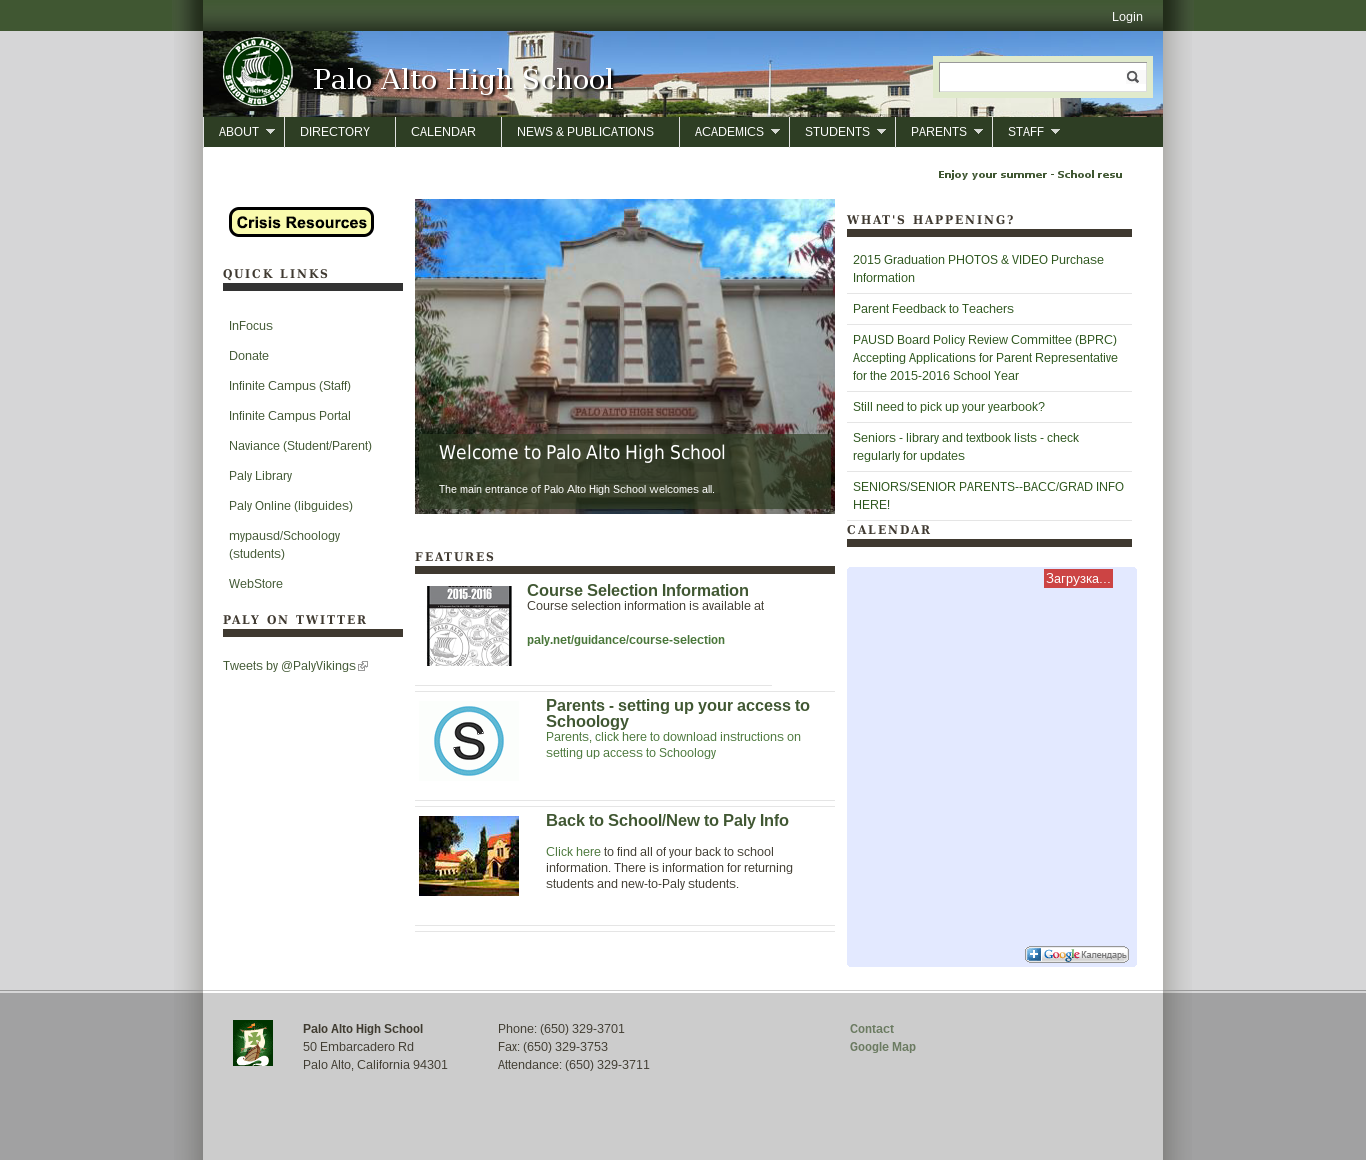 Login
PALO ALTO
Vikings
SENIOR HIGH SCHOOL
Palo Alto High School
ABOUT
DIRECTORY
CALENDAR
NEWS & PUBLICATIONS
ACADEMICS
STUDENTS
PARENTS
STAFF
Enjoy your summer - School resu
Crisis Resources
QUICK LINKS
InFocus
Donate
Infinite Campus (Staff)
Infinite Campus Portal
Naviance (Student/Parent)
Paly Library
Paly Online (libguides)
mypausd/Schoology
(students)
WebStore
PALY ON TWITTER
Tweets by @PalyVikings
PALO ALTO HIGH SCHOOL
Welcome to Palo Alto High School
The main entrance of Palo Alto High School welcomes all.
FEATURES
2015-2016
Course Selection Information
Course selection information is available at
paly.net/guidance/course-selection
S
Parents - setting up your access to
Schoology
Parents, click here to download instructions on
setting up access to Schoology
Back to School/New to Paly Info
Click here to find all of your back to school
information. There is information for returning
students and new-to-Paly students.
WHAT'S HAPPENING?
2015 Graduation PHOTOS & VIDEO Purchase
Information
Parent Feedback to Teachers
PAUSD Board Policy Review Committee (BPRC)
Accepting Applications for Parent Representative
for the 2015-2016 School Year
Still need to pick up your yearbook?
Seniors - library and textbook lists - check
regularly for updates
SENIORS/SENIOR PARENTS--BACC/GRAD INFO
HERE!
CALENDAR
Загрузка...
Google Календарь
Palo Alto High School
50 Embarcadero Rd
Palo Alto, California 94301
Phone: (650) 329-3701
Fax: (650) 329-3753
Attendance: (650) 329-3711
Contact
Google Map